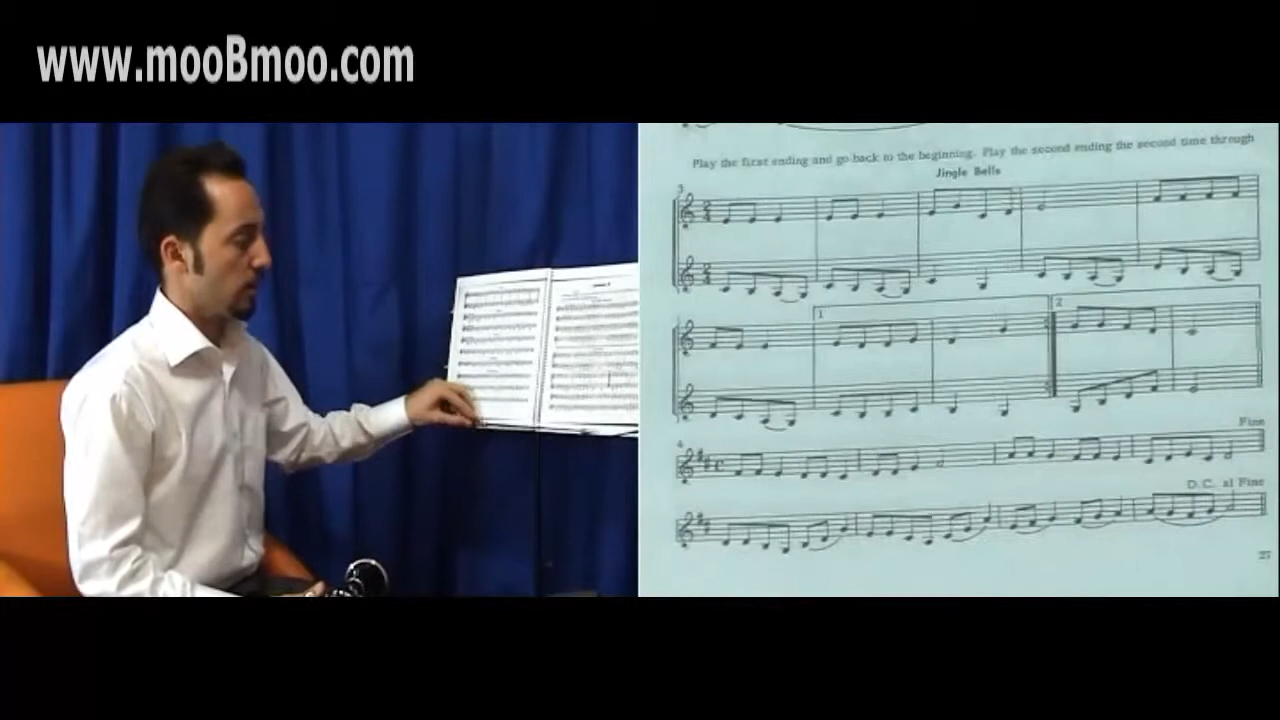 www.mooBmoo.com
Play the first ending and go back to the beginning. Play the second ending the second time through
Jingle Bells
3
1
2
4
Fine
D.C. al Fine
27